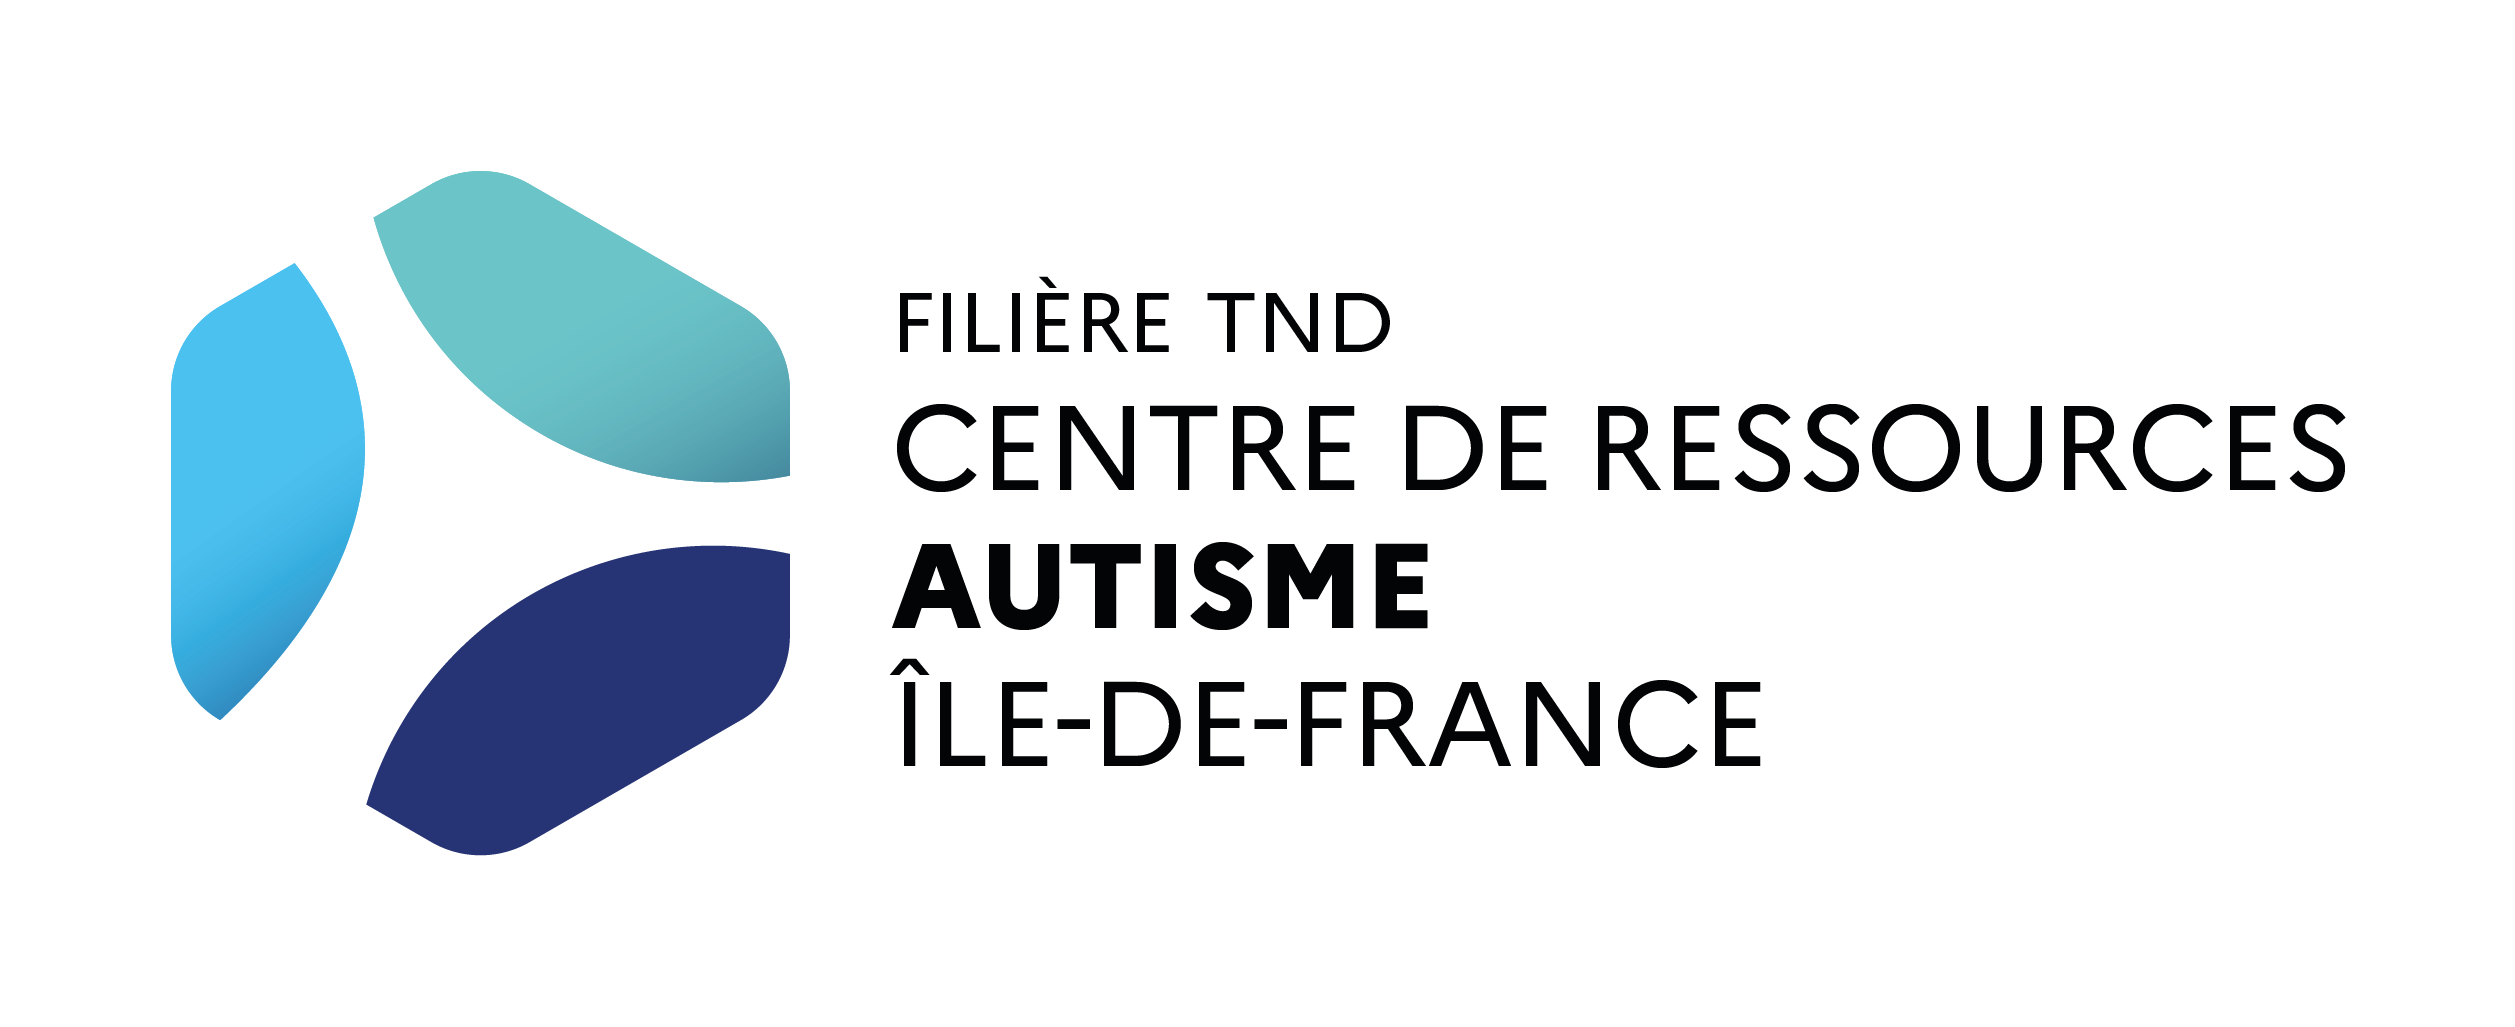 FILIÈRE TND
CENTRE DE RESSOURCES
AUTISME
ÎLE-DE-FRANCE